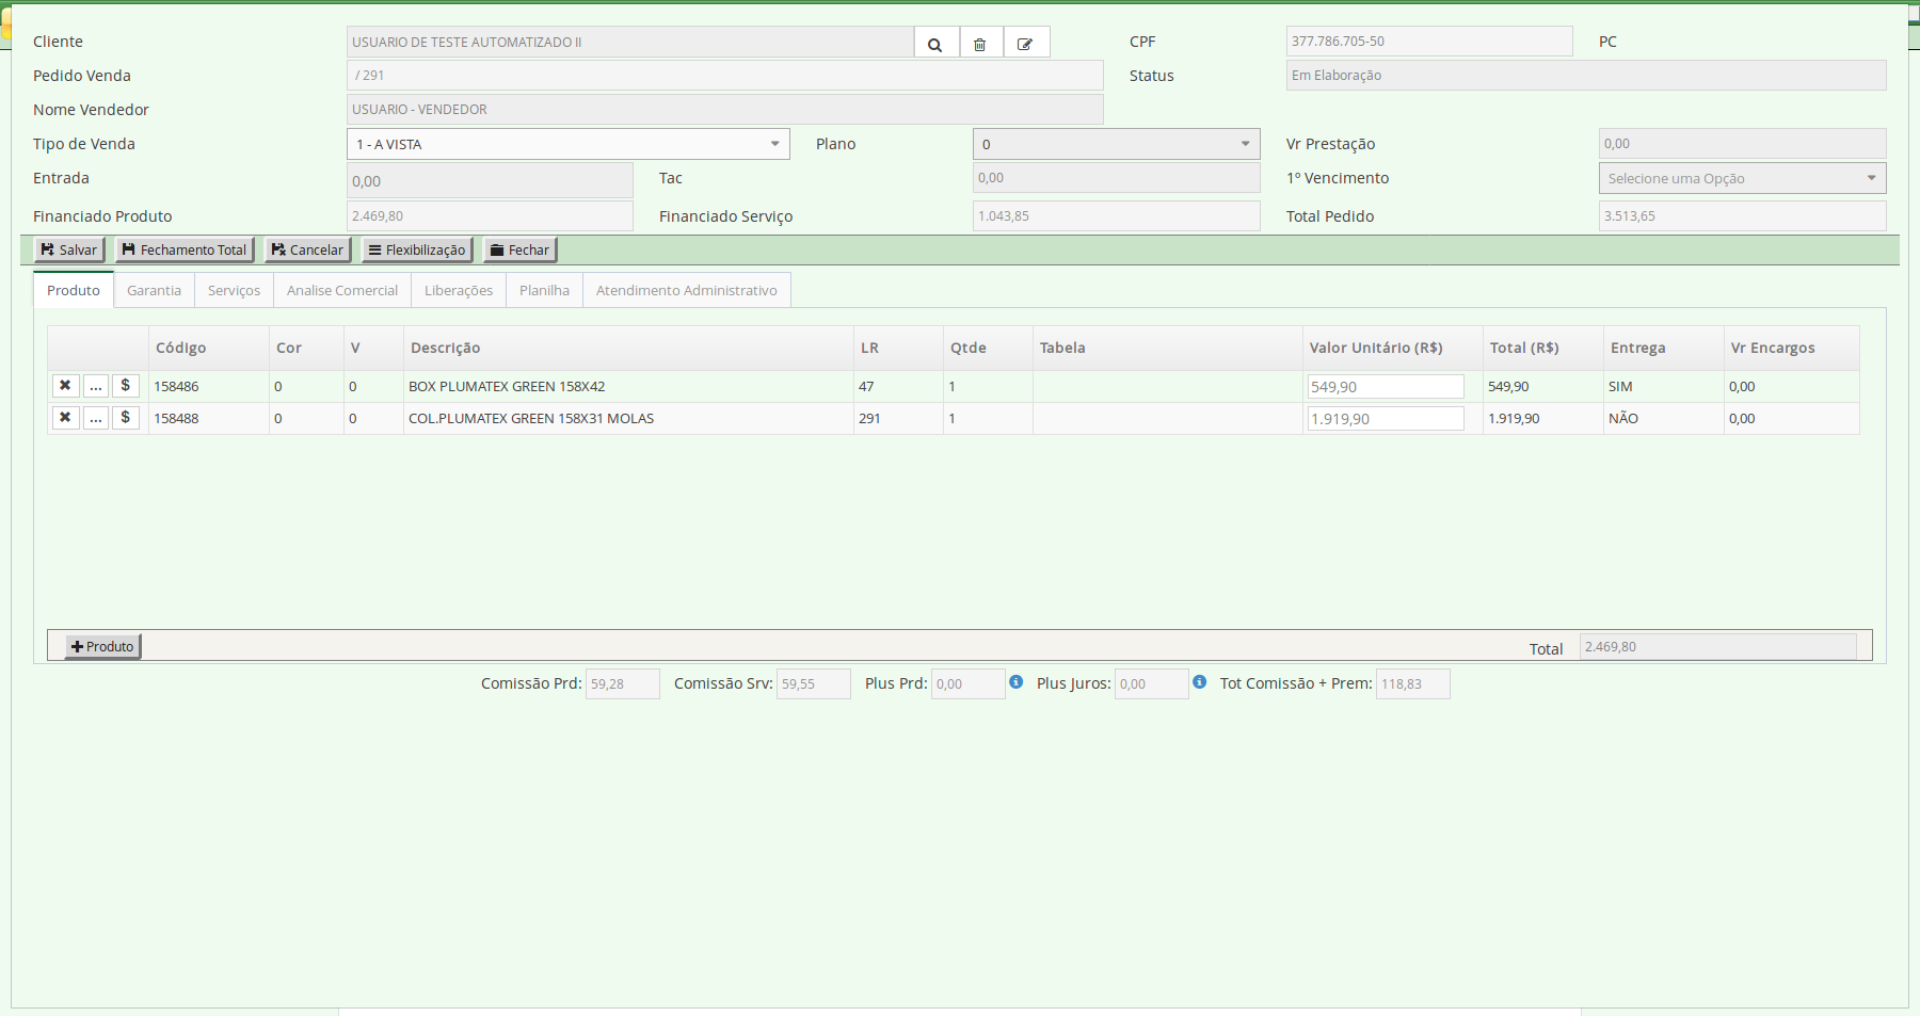 Cliente USUARIO DE TESTE AUTOMATIZADO II CPF 377.786.705-50 PC
Pedido Venda / 291 Status Em Elaboração
Nome Vendedor USUARIO - VENDEDOR
Tipo de Venda 1 - A VISTA Plano 0 Vr Prestação 0,00
Entrada 0,00 Tac 0,00 1º Vencimento Selecione uma Opção
Financiado Produto 2.469,80 Financiado Serviço 1.043,85 Total Pedido 3.513,65
Salvar Fechamento Total Cancelar Flexibilização Fechar
Produto Garantia Serviços Analise Comercial Liberações Planilha Atendimento Administrativo
Código Cor V Descrição LR Qtde Tabela Valor Unitário (R$) Total (R$) Entrega Vr Encargos
... $ 158486 0 0 BOX PLUMATEX GREEN 158X42 47 1 549,90 549,90 SIM 0,00
... $ 158488 0 0 COL.PLUMATEX GREEN 158X31 MOLAS 291 1 1.919,90 1.919,90 NÃO 0,00
Produto Total 2.469,80
Comissão Prd: 59,28 Comissão Srv: 59,55 Plus Prd: 0,00 Plus Juros: 0,00 Tot Comissão + Prem: 118,83